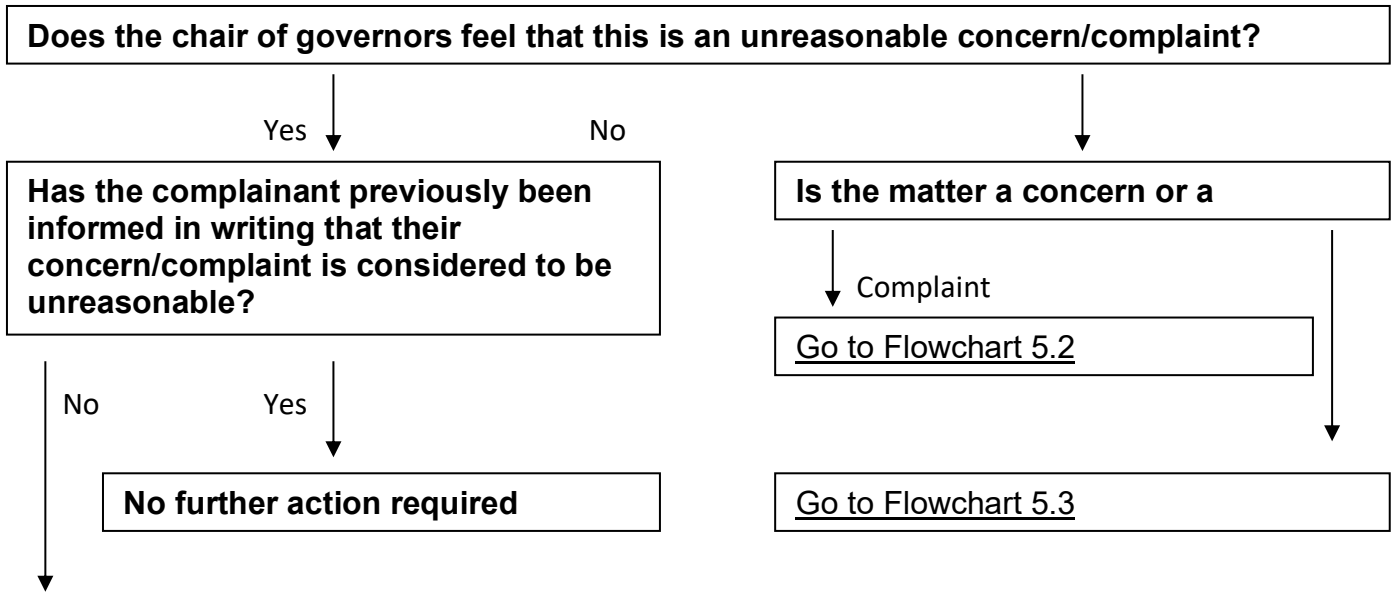 Does the chair of governors feel that this is an unreasonable concern/complaint?
Yes
No
Has the complainant previously been
informed in writing that their
concern/complaint is considered to be
unreasonable?
Is the matter a concern or a
Complaint
Go to Flowchart 5.2
No
Yes
No further action required
Go to Flowchart 5.3